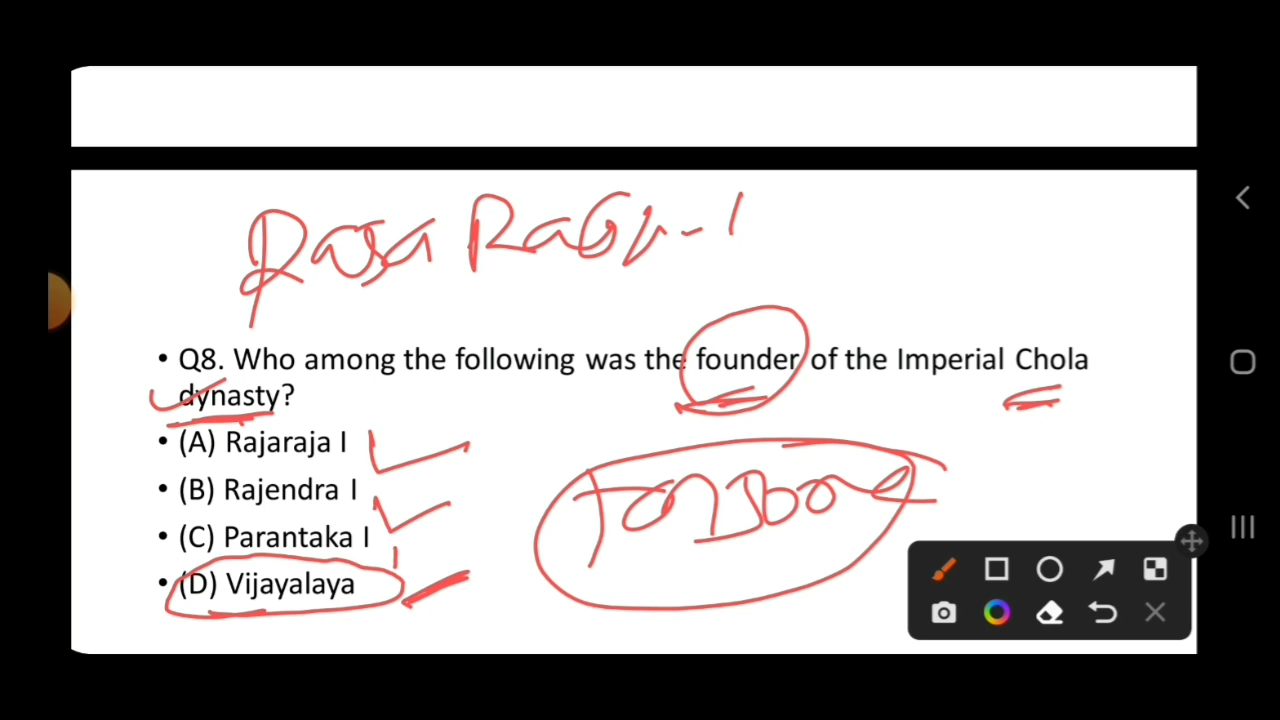 Raja Raja - 1
• Q8. Who among the following was the founder of the Imperial Chola
dynasty?
• (A) Rajaraja I
• (B) Rajendra I
• (C) Parantaka I
• (D) Vijayalaya